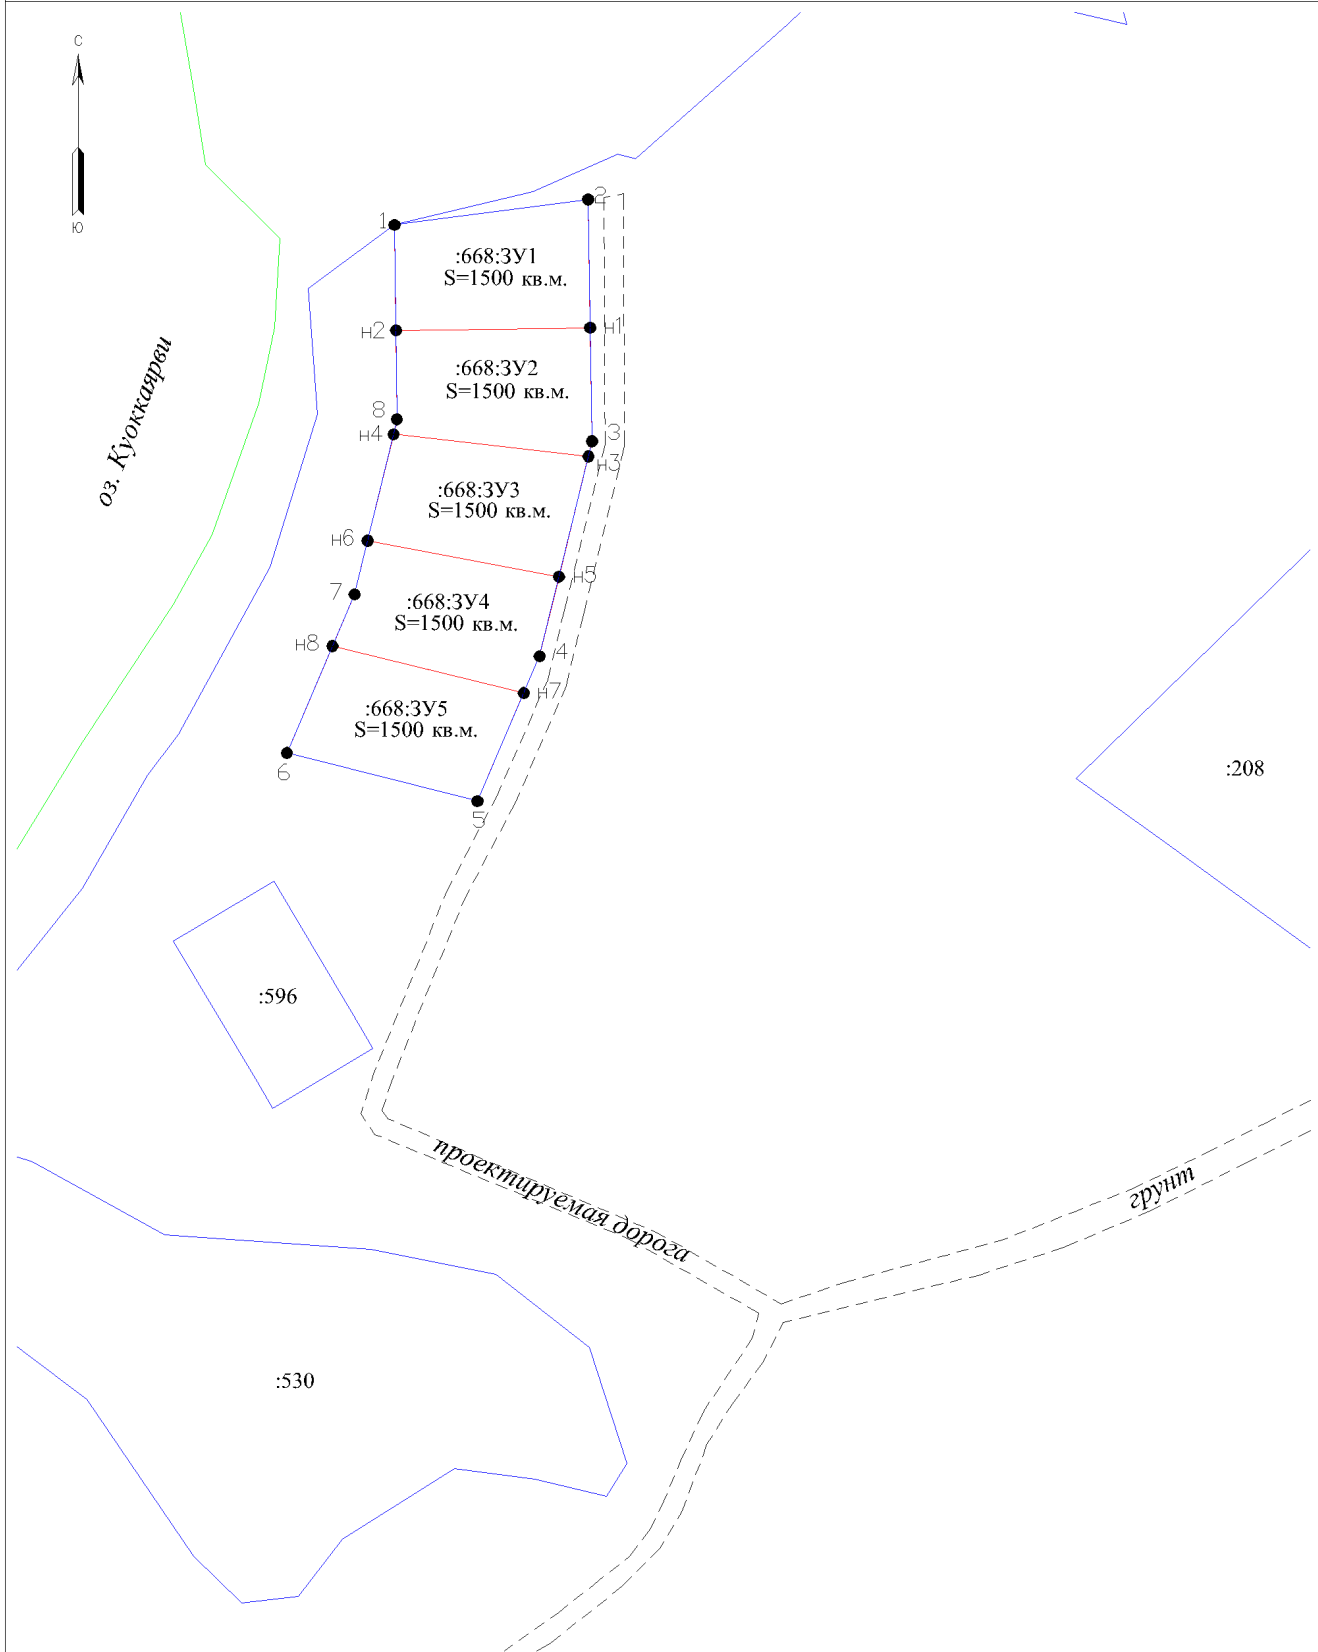 С
Ю
1
2
:668:ЗУ1
S=1500 кв.м.
н2
н1
:668:ЗУ2
S=1500 кв.м.
8
н4
3
н3
:668:ЗУ3
S=1500 кв.м.
н6
н5
7
:668:ЗУ4
S=1500 кв.м.
н8
4
н7
:668:ЗУ5
S=1500 кв.м.
6
5
оз. Куоккаярви
:208
:596
проектируемая дорога
грунт
:530